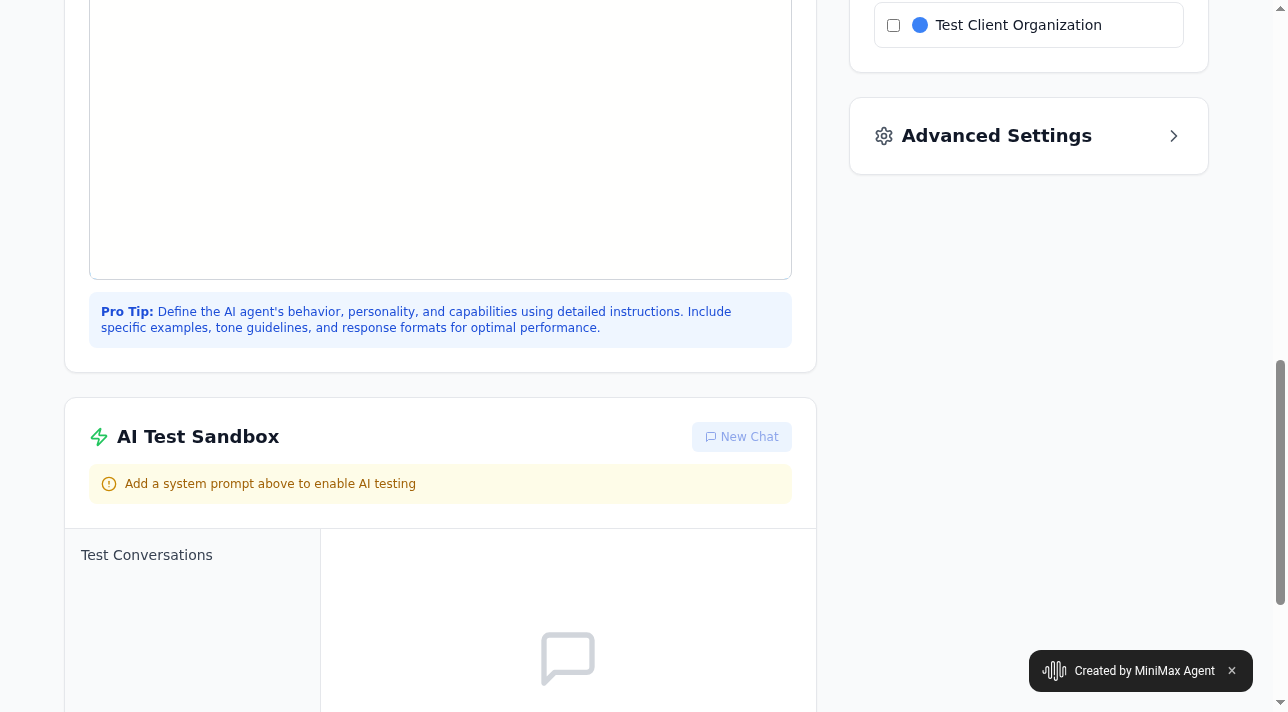 Test Client Organization
Advanced Settings
Pro Tip: Define the AI agent's behavior, personality, and capabilities using detailed instructions. Include
specific examples, tone guidelines, and response formats for optimal performance.
AI Test Sandbox
New Chat
Add a system prompt above to enable AI testing
Test Conversations
Created by MiniMax Agent ×